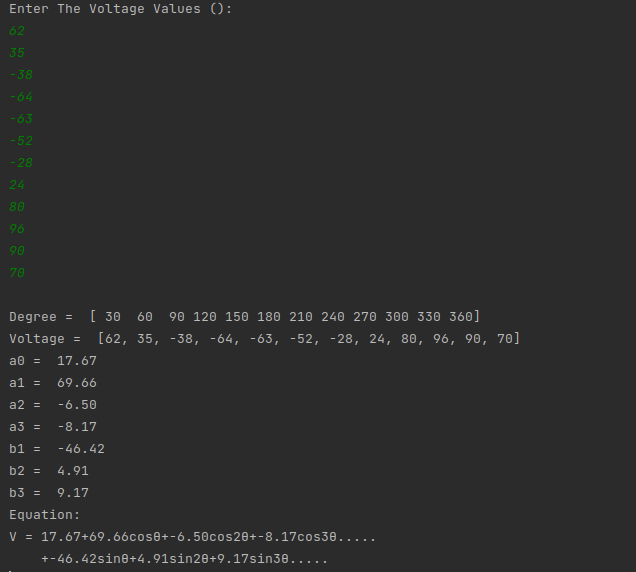 Enter The Voltage Values ():
62
35
-38
-64
-63
-52
-28
24
80
96
90
70
Degree =  [ 30  60  90 120 150 180 210 240 270 300 330 360]
Voltage =  [62, 35, -38, -64, -63, -52, -28, 24, 80, 96, 90, 70]
a0 =  17.67
a1 =  69.66
a2 =  -6.50
a3 =  -8.17
b1 =  -46.42
b2 =  4.91
b3 =  9.17
Equation:
V = 17.67+69.66cosθ+-6.50cos2θ+-8.17cos3θ.....
+-46.42sinθ+4.91sin2θ+9.17sin3θ.....